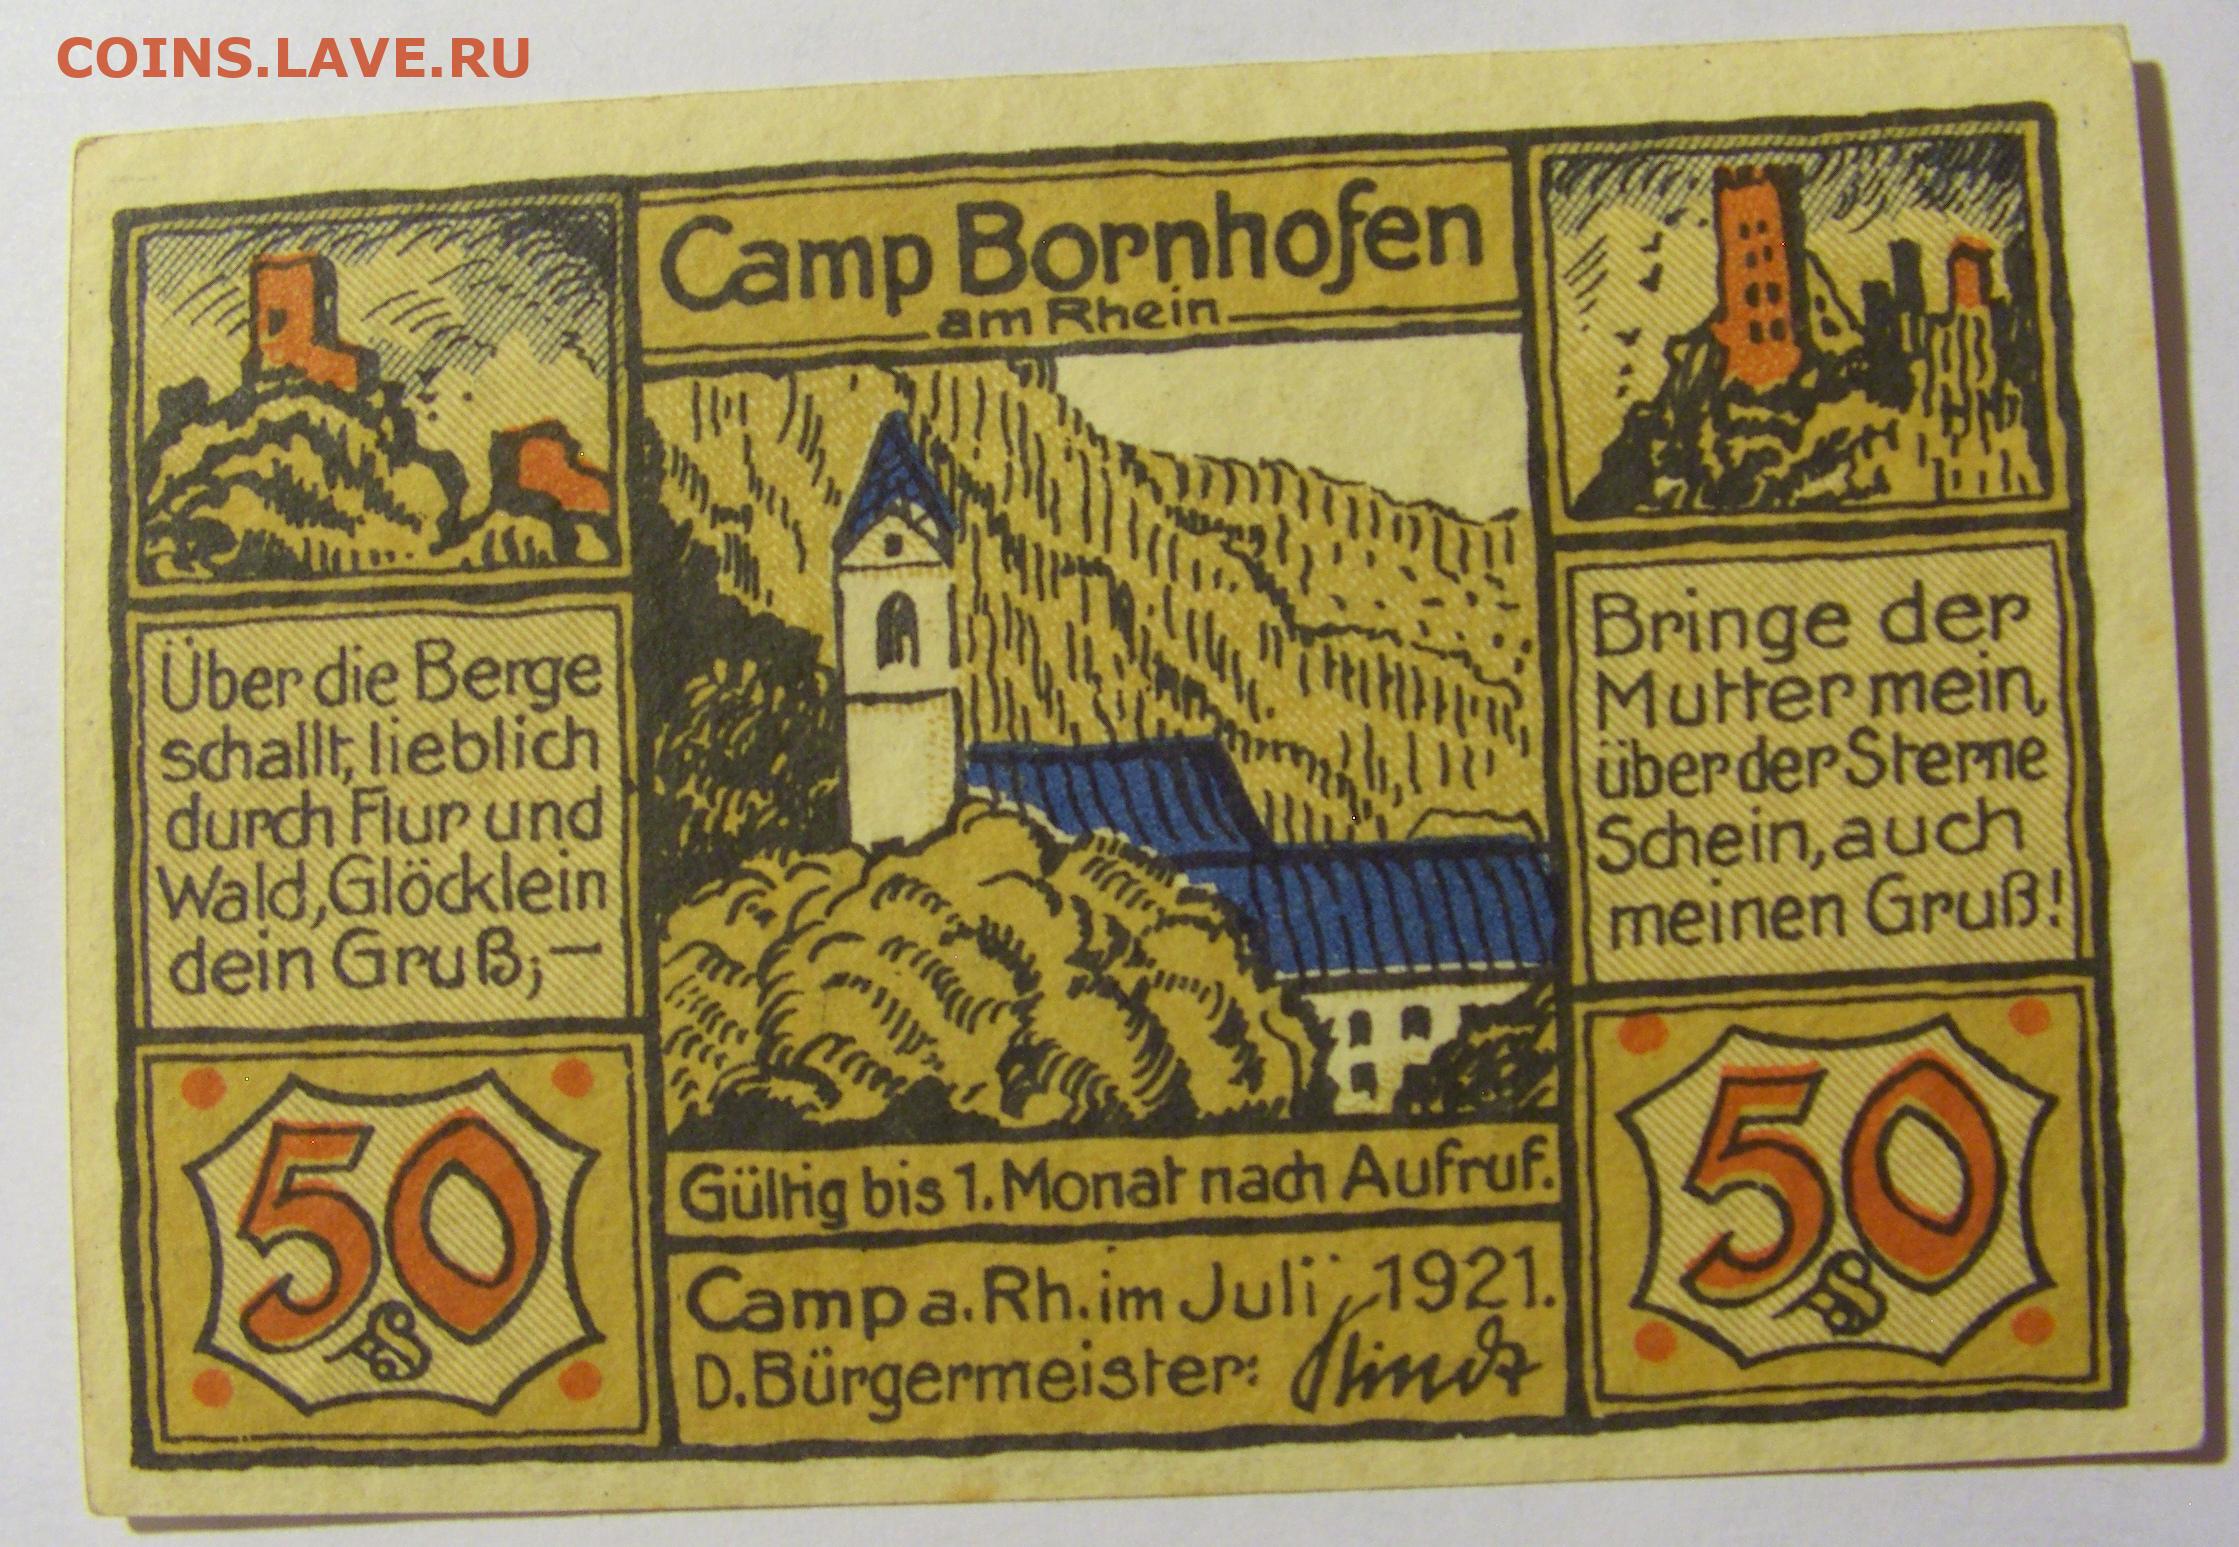 COINS.LAVE.RU
Camp Bornhofen
am Rhein
Über die Berge
schallt, lieblich
durch Flur und
Wald, Glöcklein
dein Gruß; —
Bringe der
Mutter mein,
über der Sterne
Schein, auch
meinen Gruß!
50
50
Gültig bis 1. Monat nach Aufruf.
Camp a. Rh. im Juli 1921.
D. Bürgermeister: